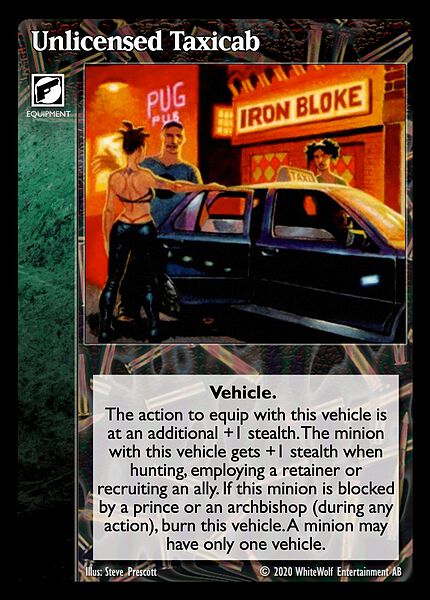 Unlicensed Taxicab
EQUIPMENT
PUG
PUB
IRON BLOKE
TAXI
Vehicle.
The action to equip with this vehicle is
at an additional +1 stealth. The minion
with this vehicle gets +1 stealth when
hunting, employing a retainer or
recruiting an ally. If this minion is blocked
by a prince or an archbishop (during any
action), burn this vehicle. A minion may
have only one vehicle.
Illus: Steve Prescott
© 2020 WhiteWolf Entertainment AB